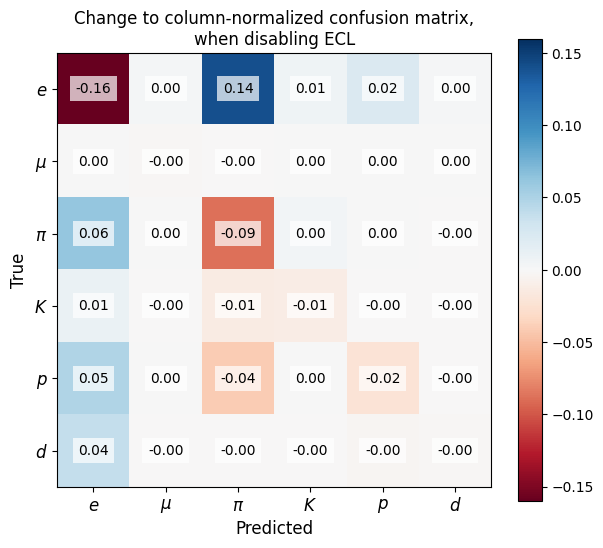 Change to column-normalized confusion matrix,
when disabling ECL
e -0.16 0.00 0.14 0.01 0.02 0.00
μ 0.00 -0.00 -0.00 0.00 0.00 0.00
π 0.06 0.00 -0.09 0.00 0.00 -0.00
K 0.01 -0.00 -0.01 -0.01 -0.00 -0.00
p 0.05 0.00 -0.04 0.00 -0.02 -0.00
d 0.04 -0.00 -0.00 -0.00 -0.00 -0.00
e μ π K p d
Predicted
True
0.15
0.10
0.05
0.00
−0.05
−0.10
−0.15